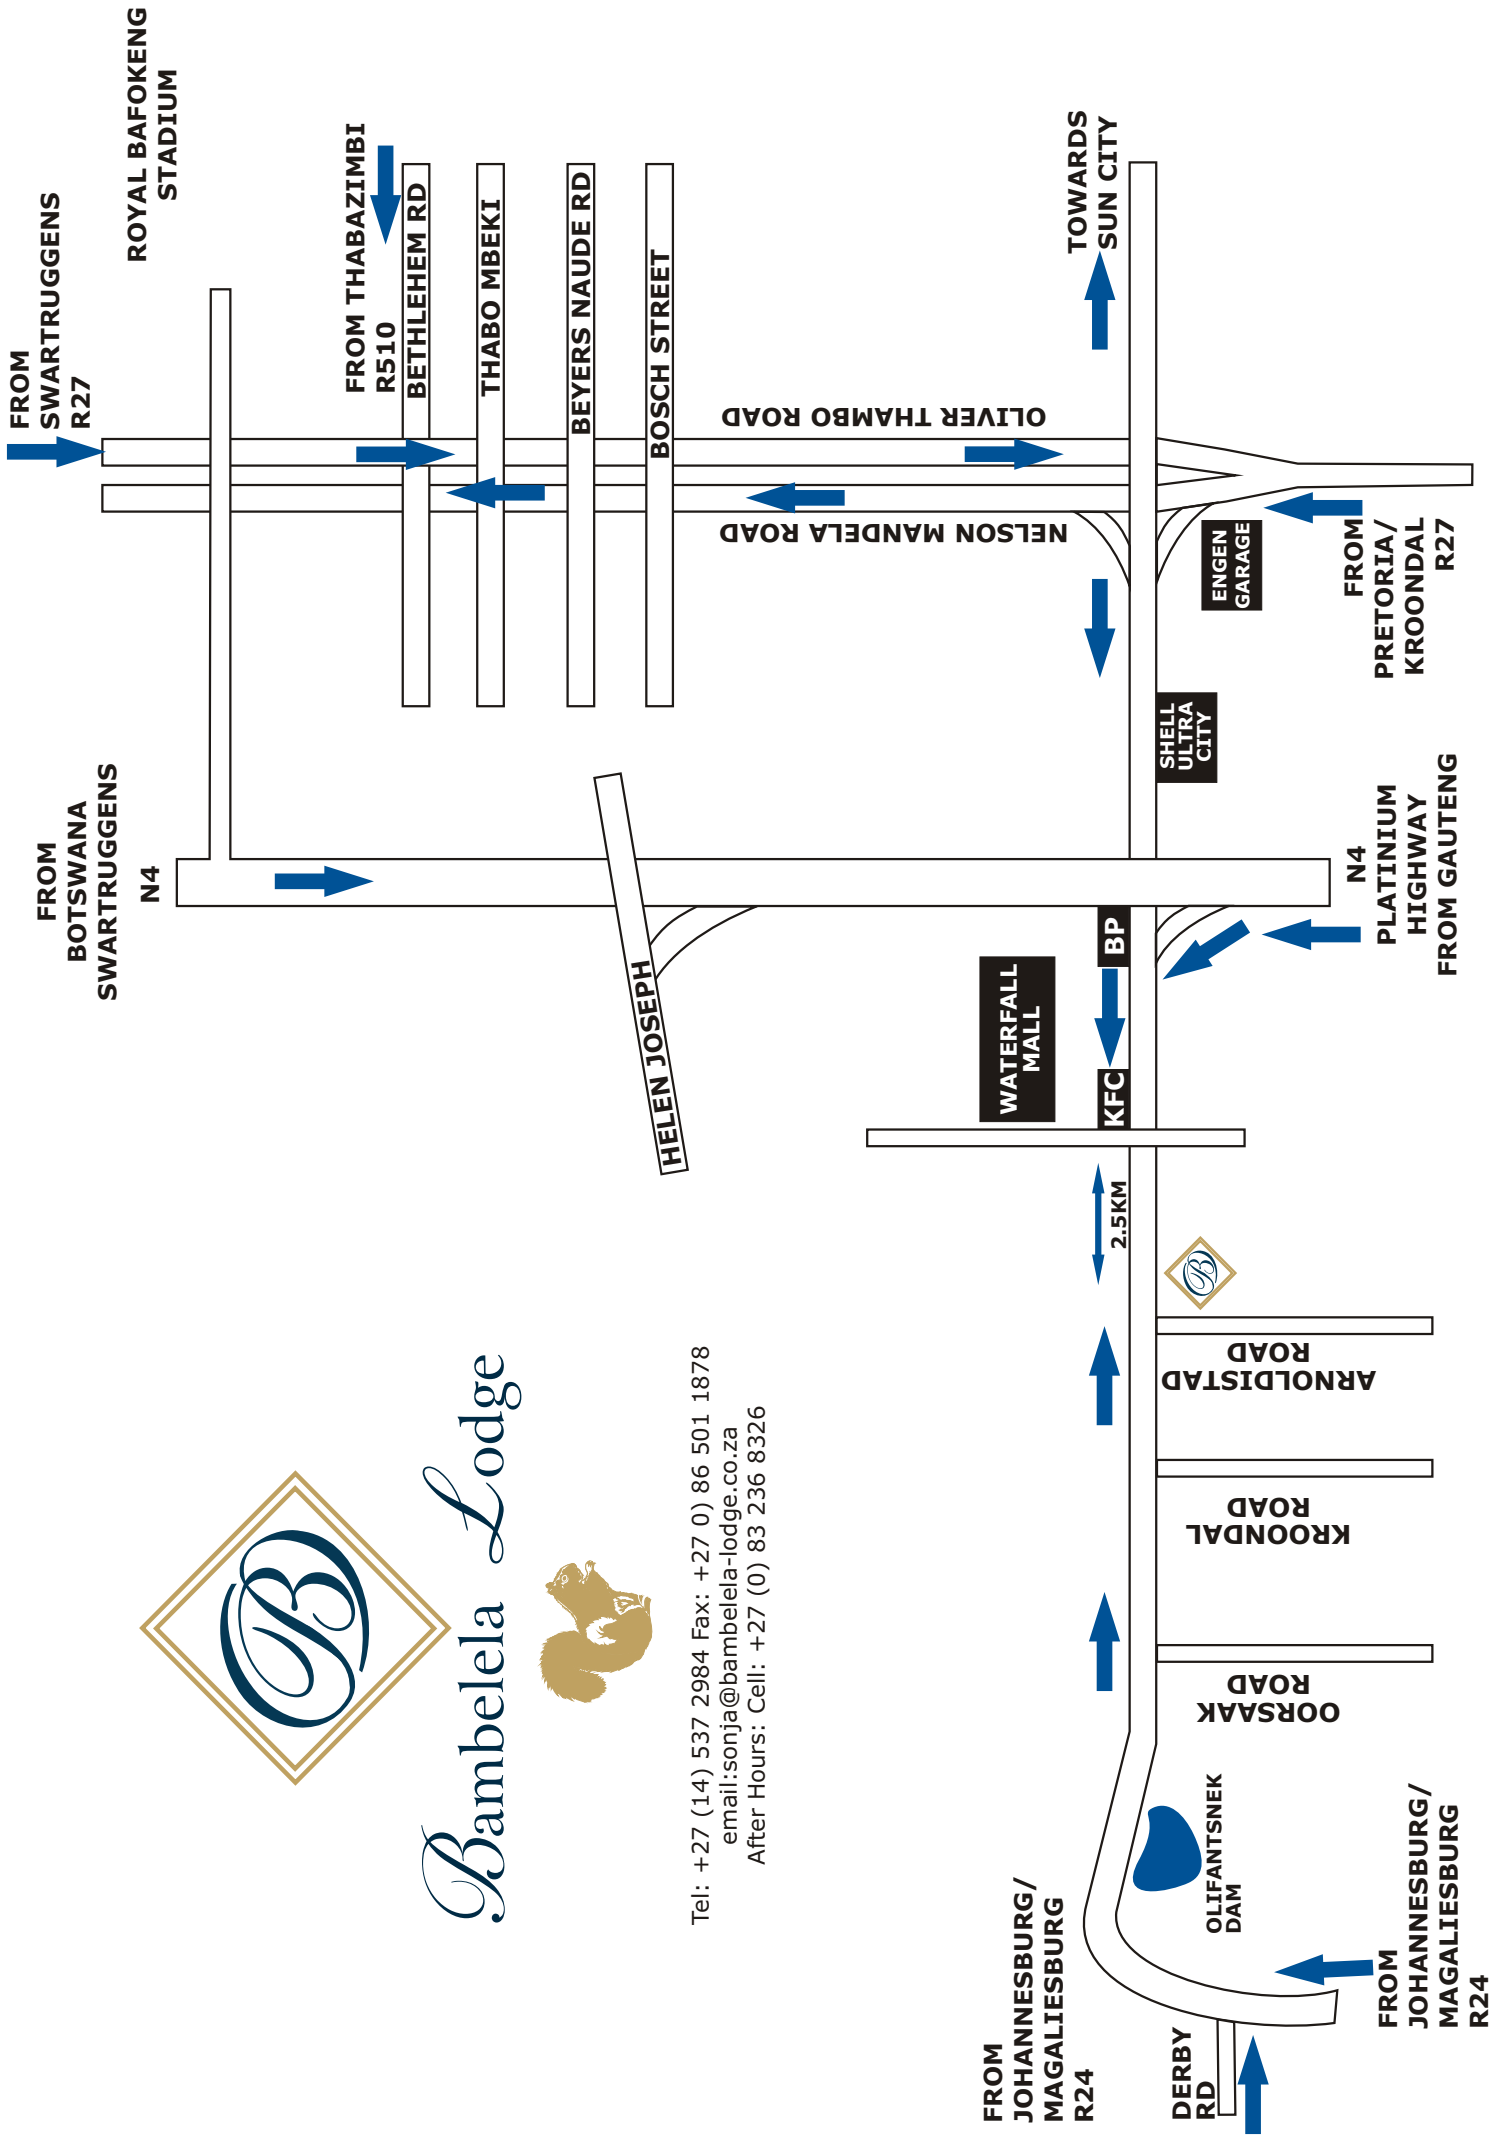 FROM
SWARTRUGGENS
R27
ROYAL BAFOKENG
STADIUM
FROM THABAZIMBI
R510
BETHLEHEM RD
THABO MBEKI
BEYERS NAUDE RD
BOSCH STREET
OLIVER THAMBO ROAD
NELSON MANDELA ROAD
TOWARDS
SUN CITY
ENGEN
GARAGE
FROM
PRETORIA/
KROONDAL
R27
SHELL
ULTRA
CITY
FROM
BOTSWANA
SWARTRUGGENS
N4
N4
PLATINIUM
HIGHWAY
FROM GAUTENG
HELEN JOSEPH
WATERFALL
MALL
BP
KFC
2.5KM
B
ARNOLDISTAD
ROAD
KROONDAL
ROAD
OORSAAK
ROAD
OLIFANTSNEK
DAM
FROM
JOHANNESBURG/
MAGALIESBURG
R24
DERBY
RD
FROM
JOHANNESBURG/
MAGALIESBURG
R24
B
Bambelela Lodge
Tel: +27 (14) 537 2984 Fax: +27 0) 86 501 1878
email:sonja@bambelela-lodge.co.za
After Hours: Cell: +27 (0) 83 236 8326